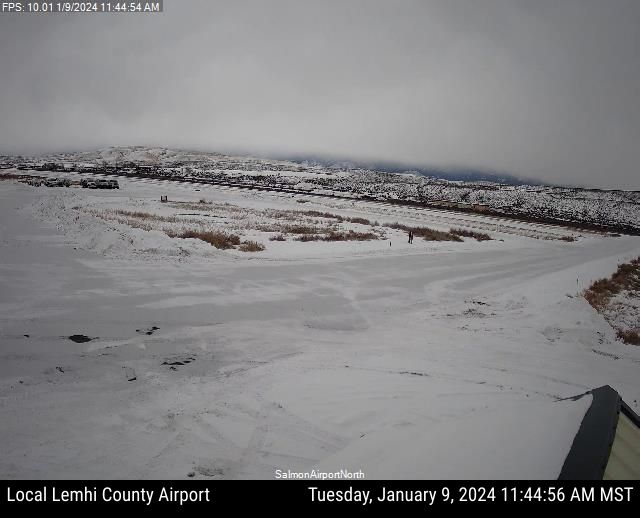 FPS: 10.01 1/9/2024 11:44:54 AM
SalmonAirportNorth
Local Lemhi County Airport Tuesday, January 9, 2024 11:44:56 AM MST